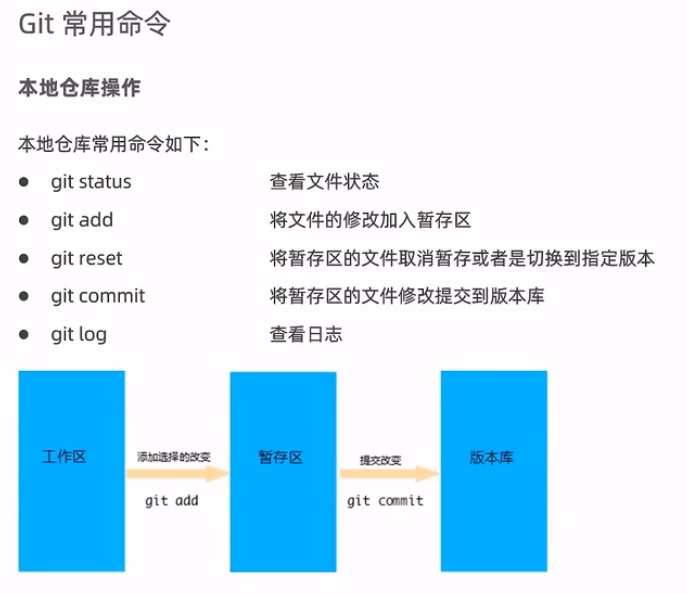 Git 常用命令
本地仓库操作
本地仓库常用命令如下：
● git status 查看文件状态
● git add 将文件的修改加入暂存区
● git reset 将暂存区的文件取消暂存或者是切换到指定版本
● git commit 将暂存区的文件修改提交到版本库
● git log 查看日志
工作区
添加选择的改变
git add
暂存区
提交改变
git commit
版本库